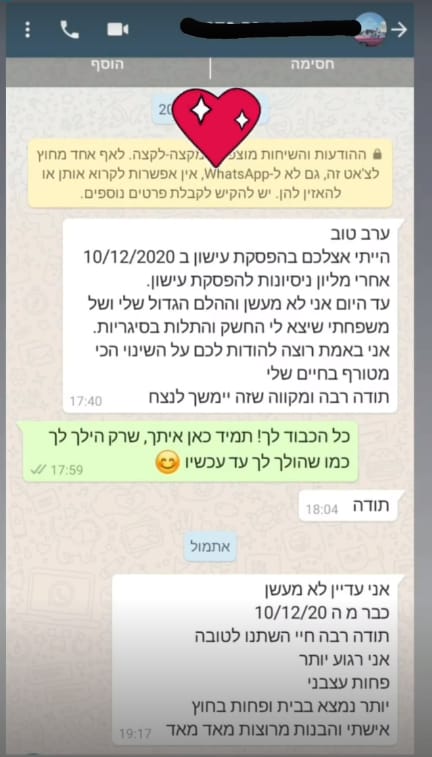 חסימה
הוסף
20
ההודעות והשיחות מקצה-לקצה. לאף אחד מחוץ
לצ'אט זה, גם לא ל-WhatsApp, אין אפשרות לקרוא אותן או
להאזין להן. יש להקיש לקבלת פרטים נוספים.
ערב טוב
הייתי אצלכם בהפסקת עישון ב 10/12/2020
אחרי מליון ניסיונות להפסקת עישון.
עד היום אני לא מעשן וההלם הגדול שלי ושל
משפחתי שיצא לי החשק והתלות בסיגריות.
אני באמת רוצה להודות לכם על השינוי הכי
מטורף בחיים שלי
תודה רבה ומקווה שזה יימשך לנצח
17:40
כל הכבוד לך! תמיד כאן איתך, שרק הילך לך
כמו שהולך לך עד עכשיו 😊
17:59
תודה
18:04
אתמול
אני עדיין לא מעשן
כבר מ ה 10/12/20
תודה רבה חיי השתנו לטובה
אני רגוע יותר
פחות עצבני
יותר נמצא בבית ופחות בחוץ
אישתי והבנות מרוצות מאד מאד
19:17